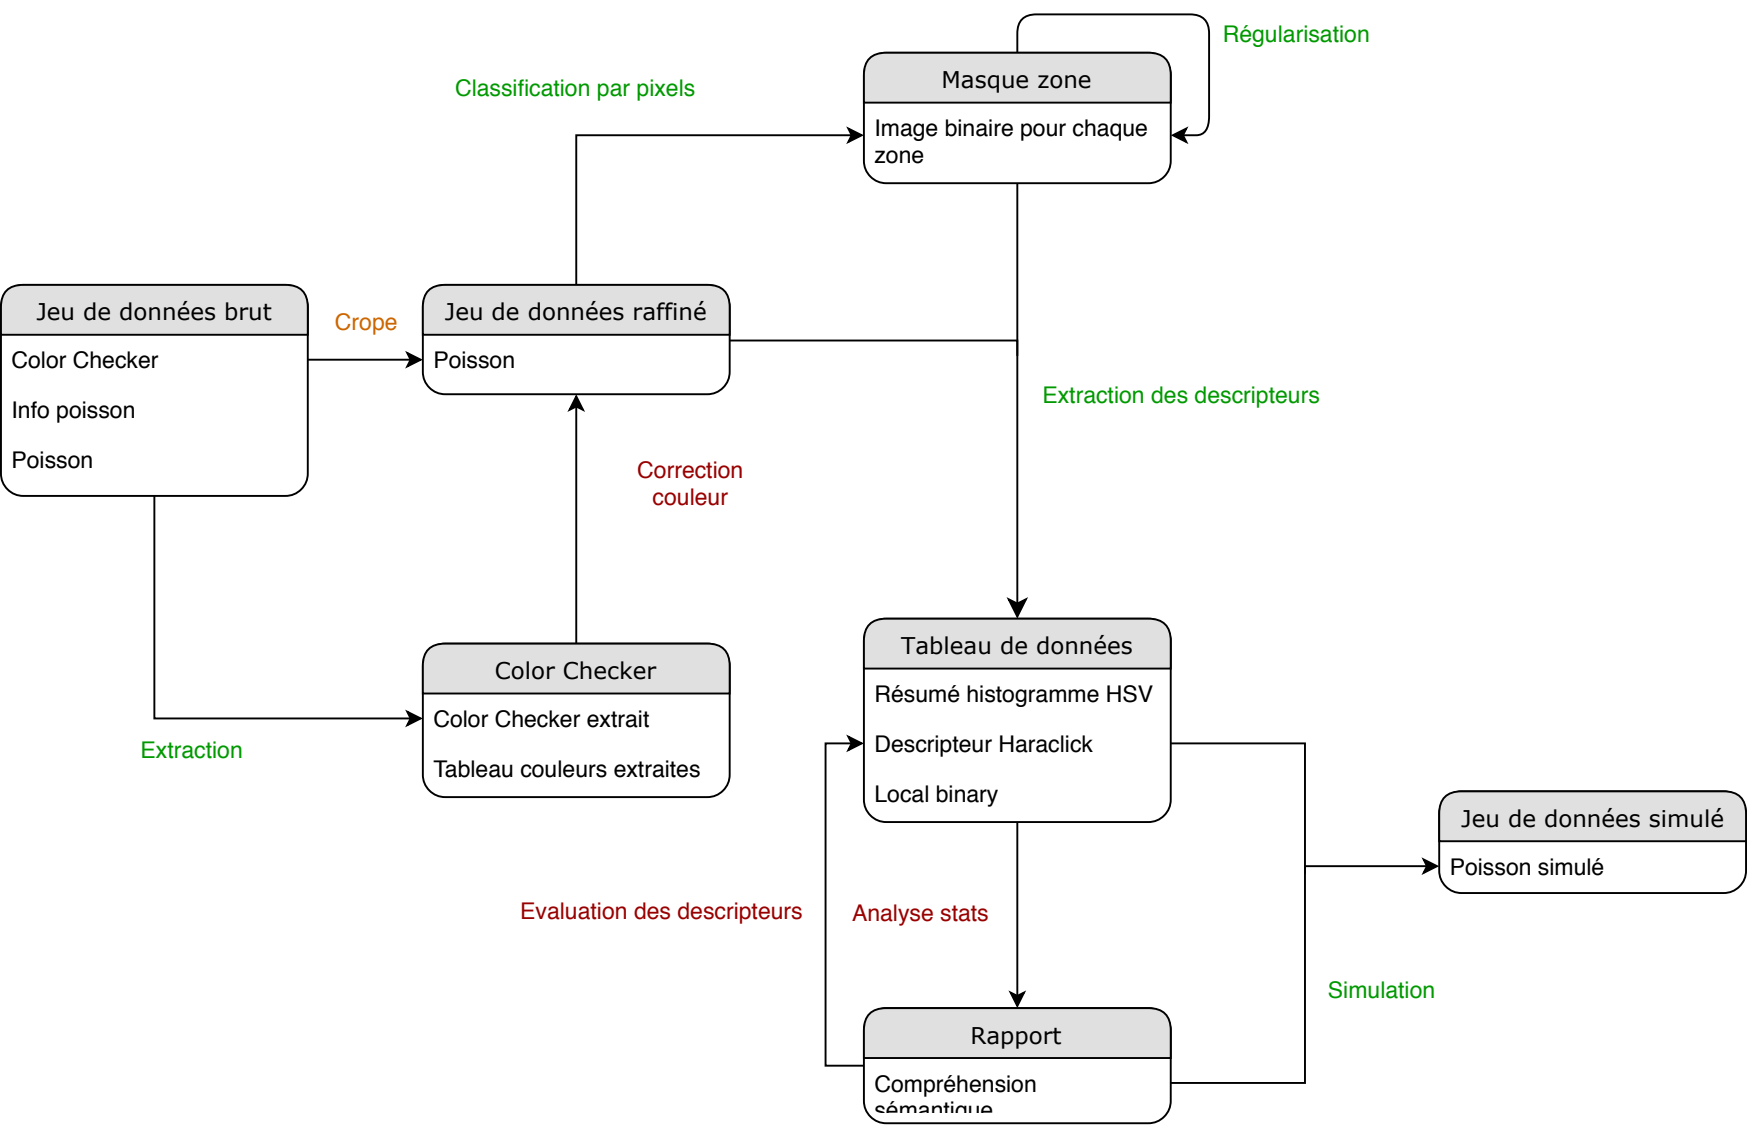 Régularisation
Masque zone
Classification par pixels
Image binaire pour chaque
zone
Jeu de données brut
Crope
Jeu de données raffiné
Color Checker
Poisson
Info poisson
Poisson
Extraction des descripteurs
Correction
couleur
Color Checker
Color Checker extrait
Tableau couleurs extraites
Extraction
Tableau de données
Résumé histogramme HSV
Descripteur Haraclick
Local binary
Jeu de données simulé
Poisson simulé
Evaluation des descripteurs
Analyse stats
Simulation
Rapport
Compréhension
sémantique